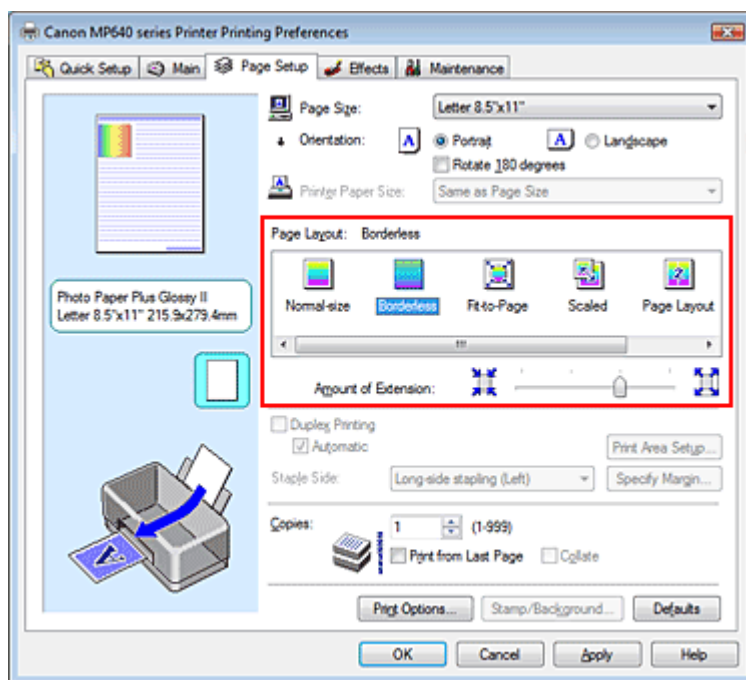 Canon MP640 series Printer Printing Preferences
Quick Setup Main Page Setup Effects Maintenance
Page Size: Letter 8.5"x11"
Orientation: A Portrait A Landscape
Rotate 180 degrees
Printer Paper Size: Same as Page Size
Page Layout: Borderless
Normal-size Borderless Fit-to-Page Scaled Page Layout
Amount of Extension:
Photo Paper Plus Glossy II
Letter 8.5"x11" 215.9x279.4mm
Duplex Printing
Automatic Print Area Setup...
Staple Side: Long-side stapling (Left) Specify Margin...
Copies: 1 (1-999)
Print from Last Page Collate
Print Options... Stamp/Background... Defaults
OK Cancel Apply Help